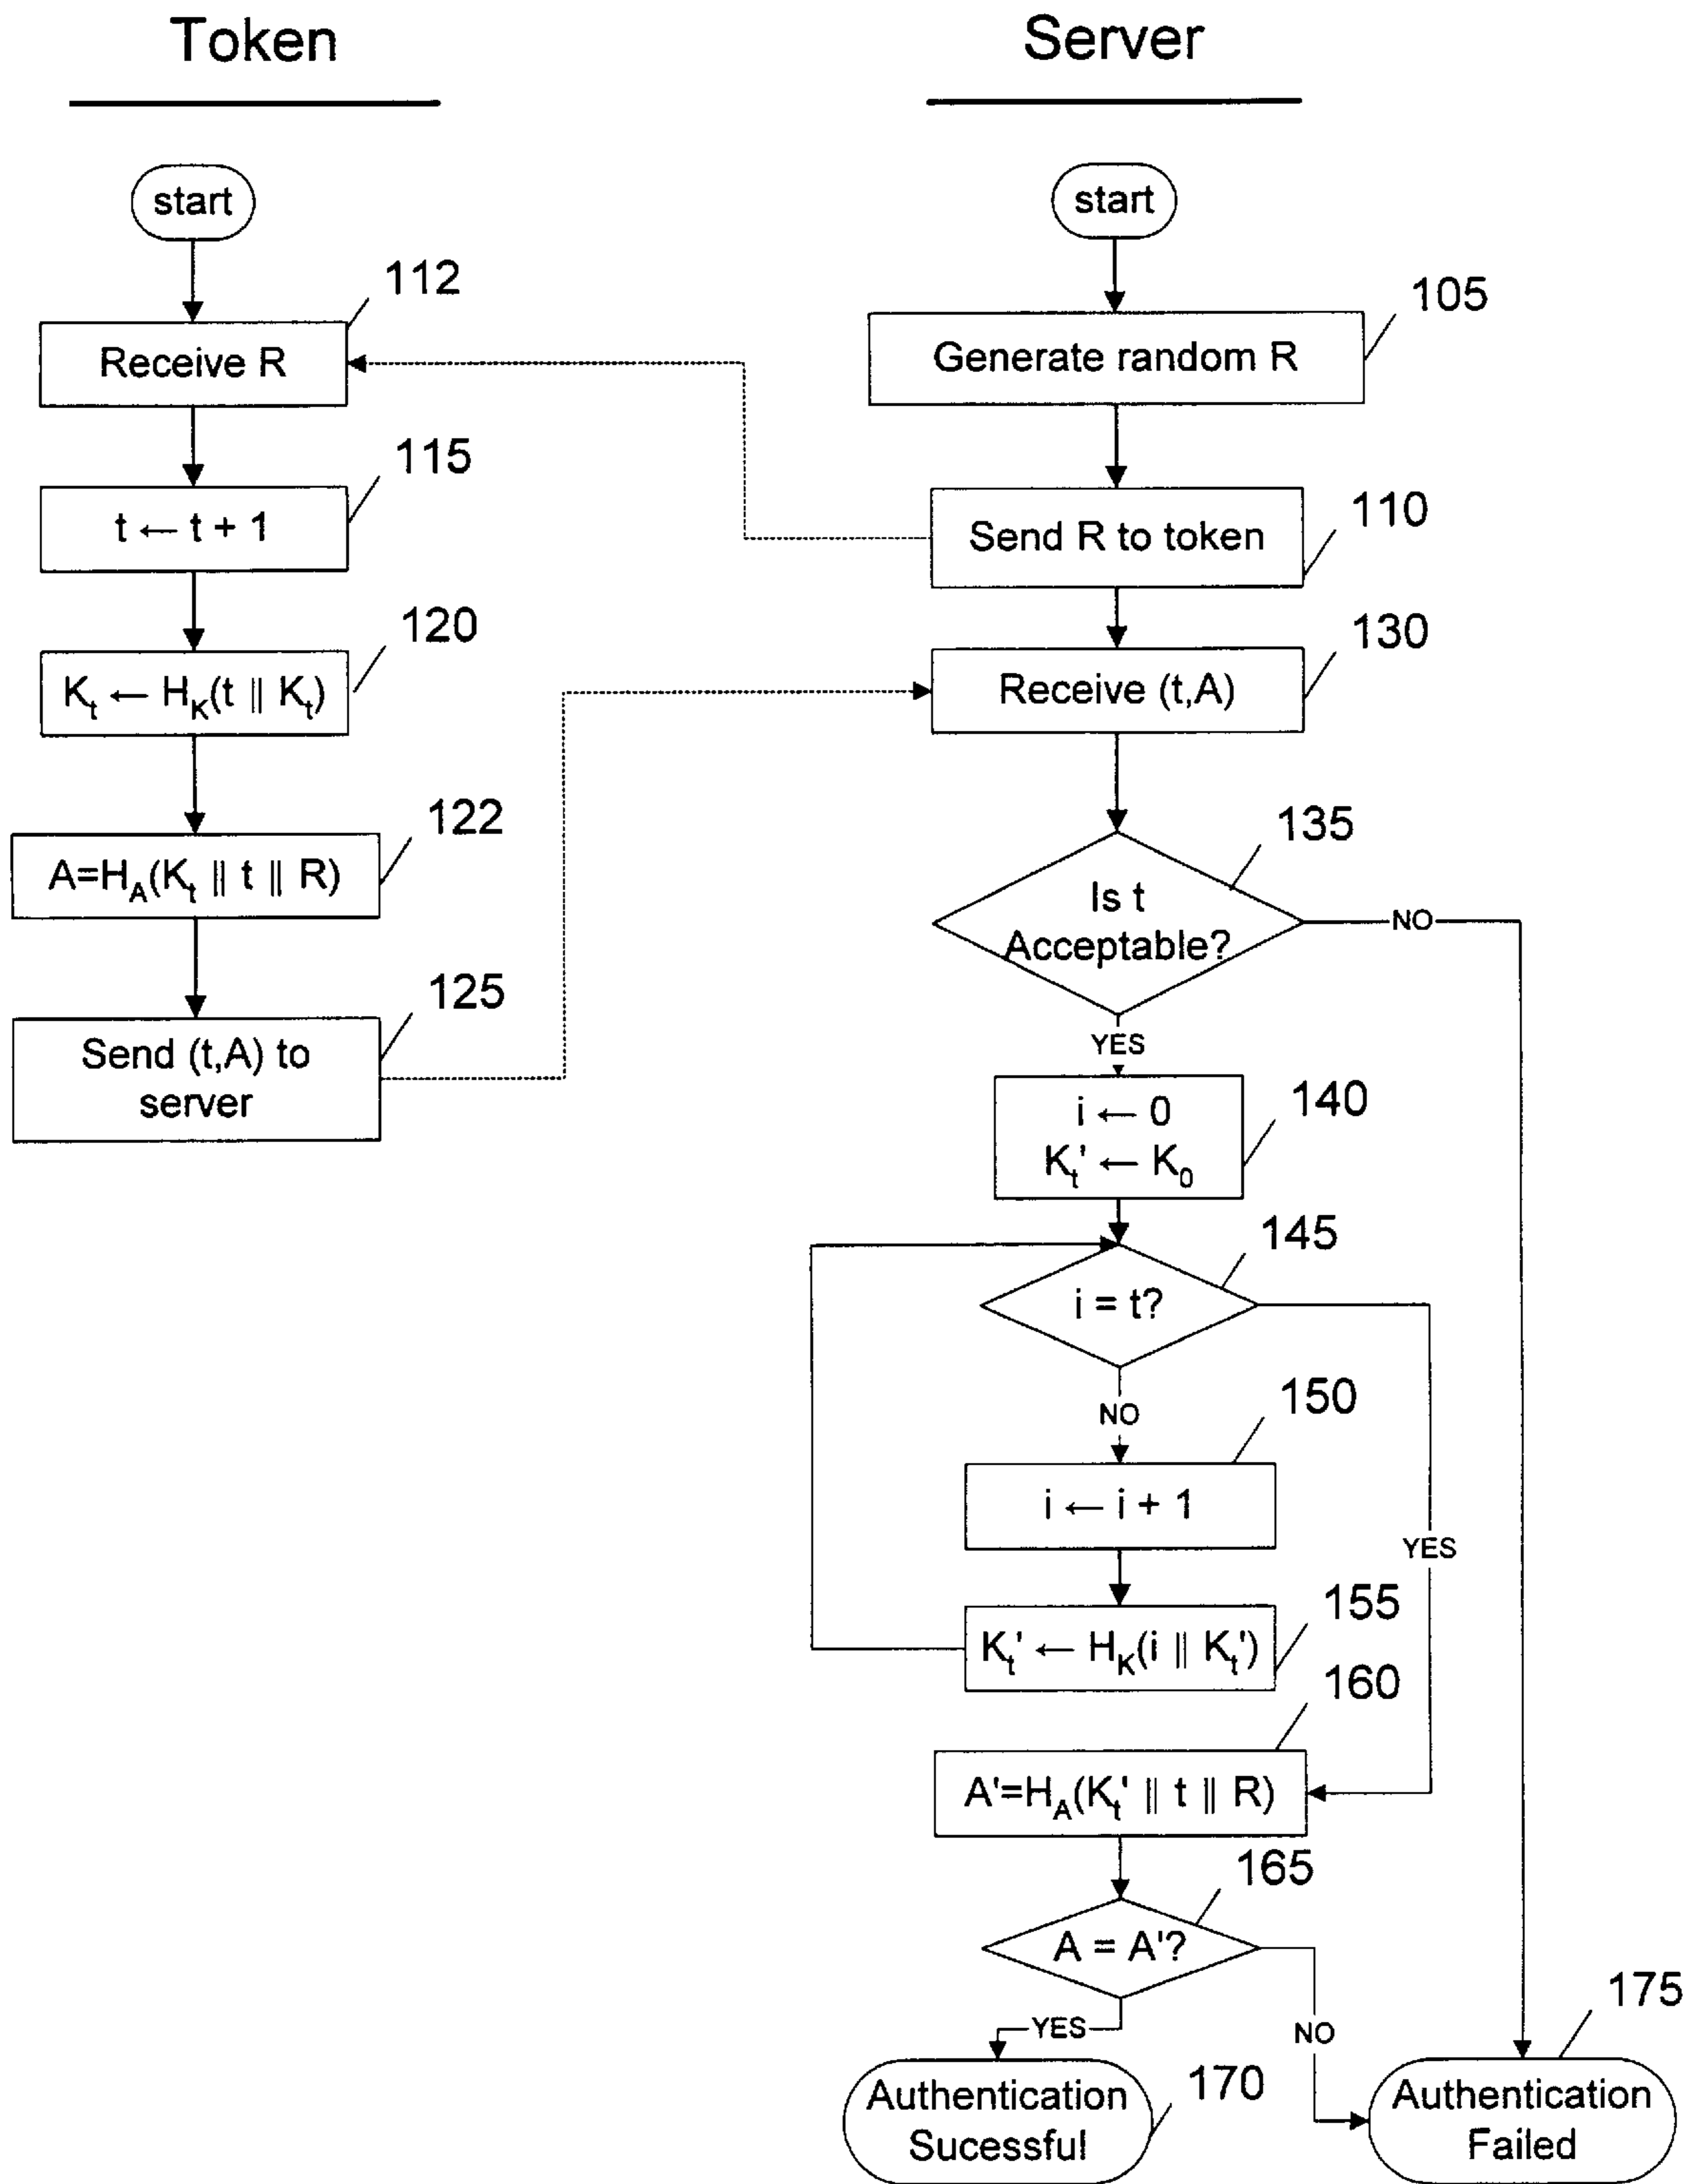 Token
start
112
Receive R
115
t ← t + 1
120
Kt ← HK(t || Kt)
122
A=HA(Kt || t || R)
125
Send (t,A) to
server
Server
start
105
Generate random R
110
Send R to token
130
Receive (t,A)
135
Is t
Acceptable?
NO
YES
140
i ← 0
Kt' ← K0
145
i = t?
NO
150
i ← i + 1
YES
155
Kt' ← HK(i || Kt')
160
A'=HA(Kt' || t || R)
165
A = A'?
YES
NO
170
Authentication
Sucessful
175
Authentication
Failed